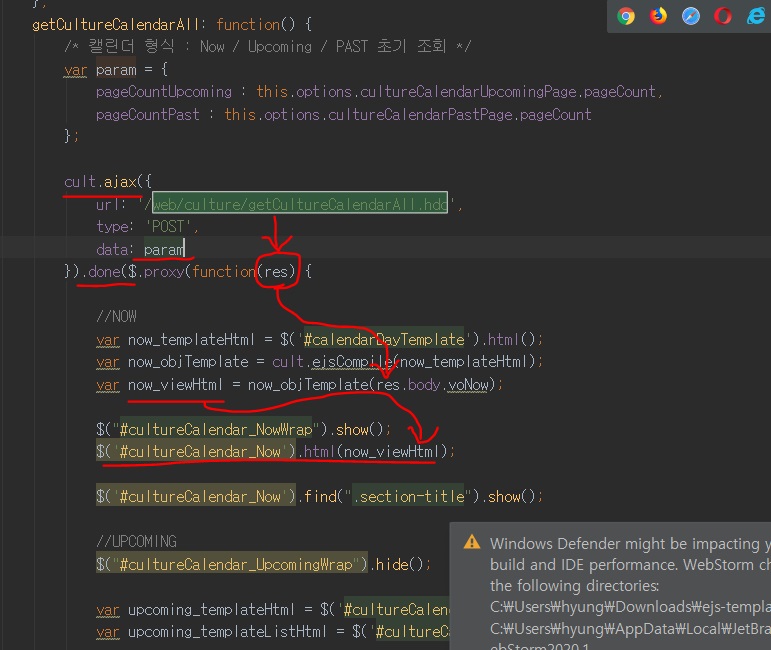 },
getCultureCalendarAll: function() {
/* 캘린더 형식 : Now / Upcoming / PAST 초기 조회 */
var param = {
pageCountUpcoming : this.options.cultureCalendarUpcomingPage.pageCount,
pageCountPast : this.options.cultureCalendarPastPage.pageCount
};
cult.ajax({
url: '/web/culture/getCultureCalendarAll.hdc',
type: 'POST',
data: param
}).done($.proxy(function(res) {
//NOW
var now_templateHtml = $('#calendarDayTemplate').html();
var now_objTemplate = cult.ejsCompile(now_templateHtml);
var now_viewHtml = now_objTemplate(res.body.voNow);
$("#cultureCalendar_NowWrap").show();
$('#cultureCalendar_Now').html(now_viewHtml);
$('#cultureCalendar_Now').find(".section-title").show();
//UPCOMING
$("#cultureCalendar_UpcomingWrap").hide();
var upcoming_templateHtml = $('#cultureCalen
var upcoming_templateListHtml = $('#cultureC
Windows Defender might be impacting y
build and IDE performance. WebStorm ch
the following directories:
C:₩Users₩hyung₩Downloads₩ejs-templa
C:₩Users₩hyung₩AppData₩Local₩JetBra
ebStorm2020.1